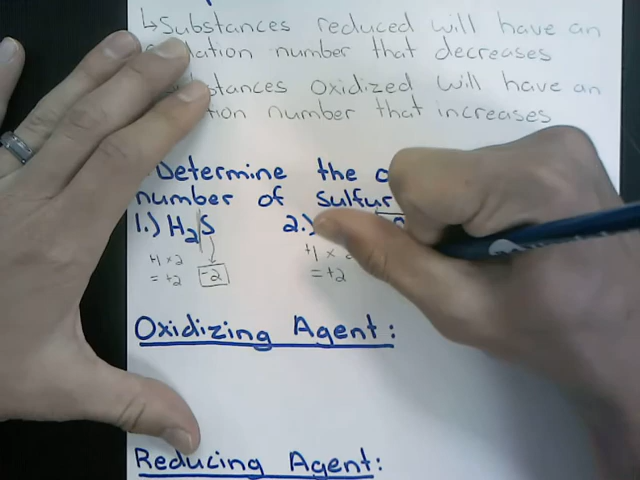 ↳Substances reduced will have an
number that decreases
Oxidized will have an
number that increases
Determine the
number of sulfur
1.) H₂S 2.)
+1 x 2 +1 x
= +2 -2 = +2
Oxidizing Agent:
Reducing Agent: